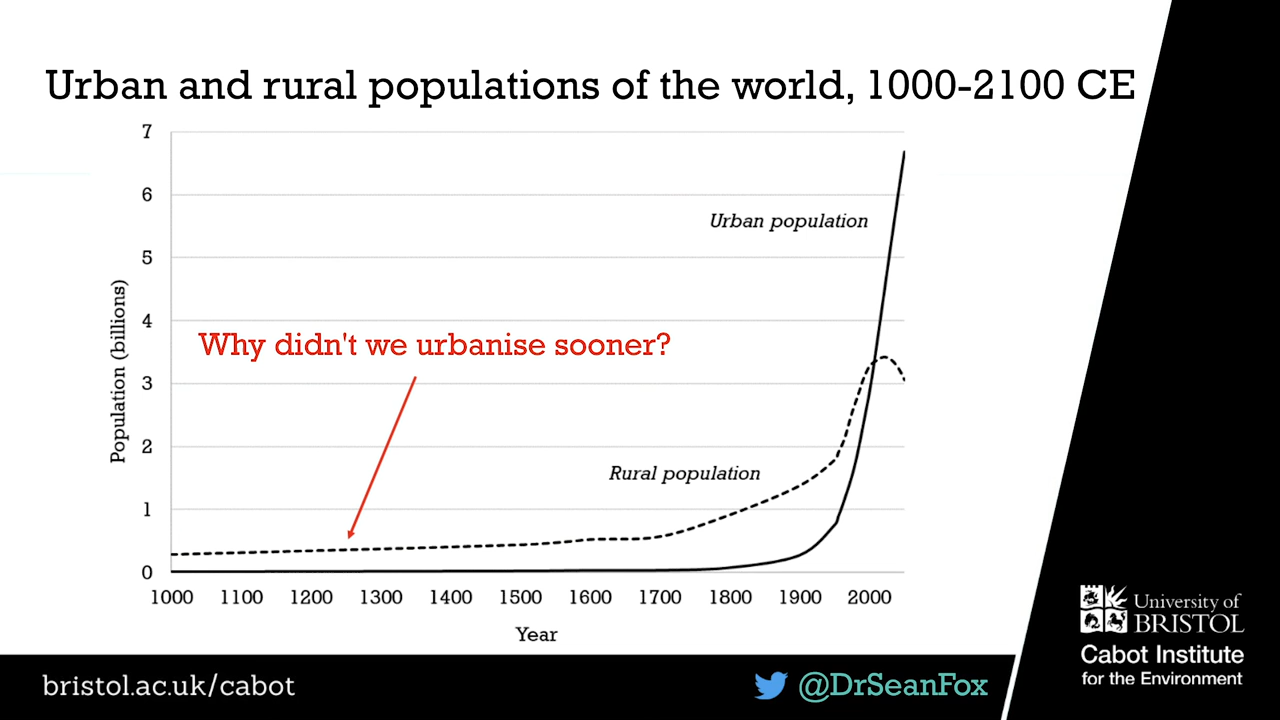 Urban and rural populations of the world, 1000-2100 CE
7
6
5
4
3
2
1
0
Population (billions)
Urban population
Why didn't we urbanise sooner?
Rural population
1000 1100 1200 1300 1400 1500 1600 1700 1800 1900 2000
Year
University of
BRISTOL
Cabot Institute
for the Environment
bristol.ac.uk/cabot
@DrSeanFox